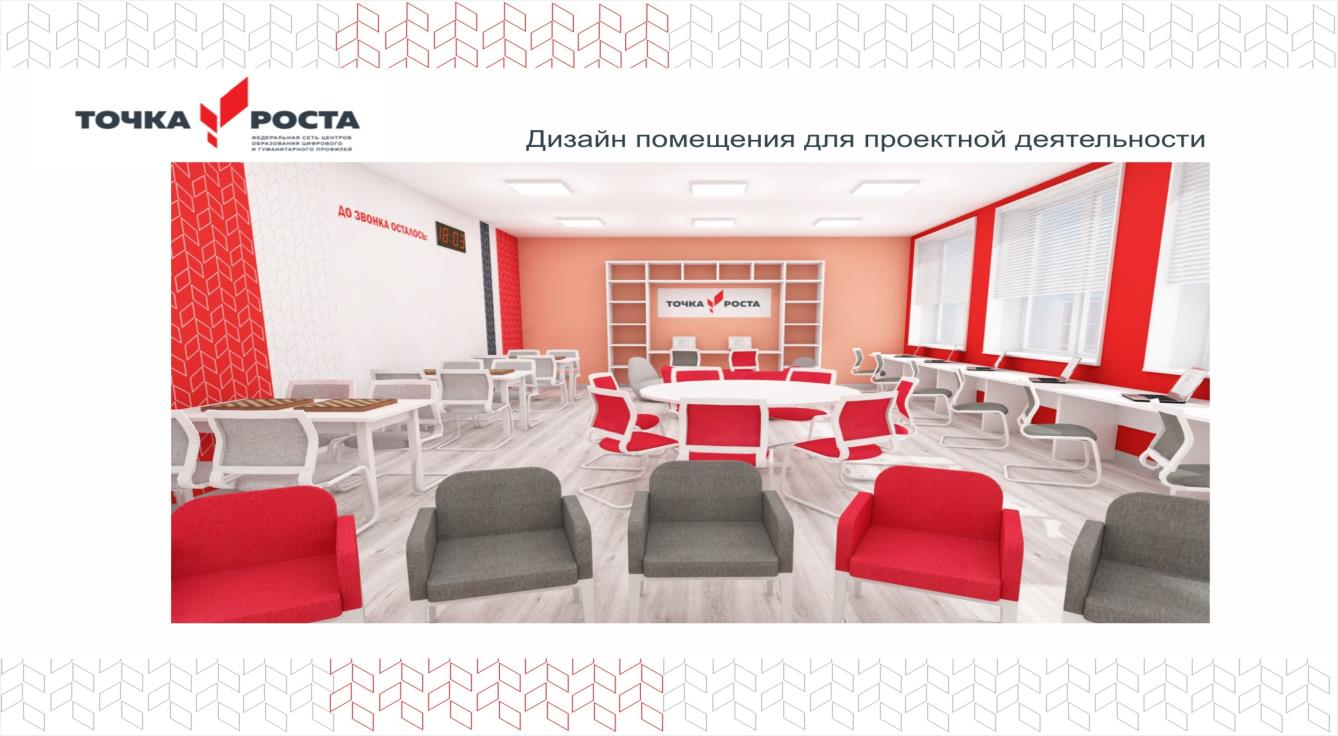 ТОЧКА РОСТА
ФЕДЕРАЛЬНАЯ СЕТЬ ЦЕНТРОВ
ОБРАЗОВАНИЯ ЦИФРОВОГО
И ГУМАНИТАРНОГО ПРОФИЛЕЙ
Дизайн помещения для проектной деятельности
ДО ЗВОНКА ОСТАЛОСЬ:
18:03
ТОЧКА РОСТА